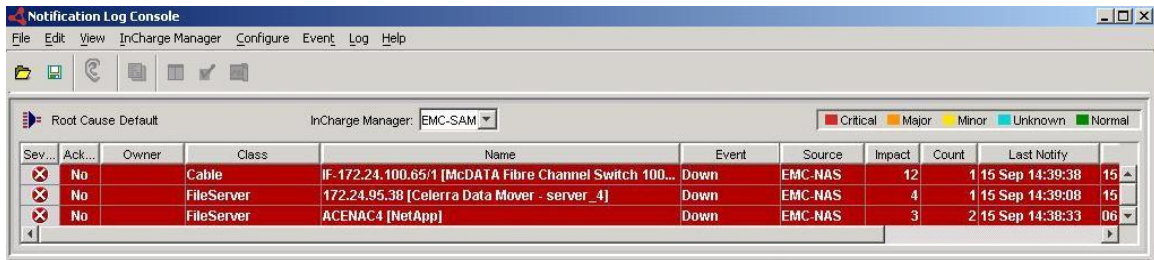 Notification Log Console
File Edit View InCharge Manager Configure Event Log Help
Root Cause Default InCharge Manager: EMC-SAM Critical Major Minor Unknown Normal
Sev... Ack... Owner Class Name Event Source Impact Count Last Notify
No Cable IF-172.24.100.65/1 [McDATA Fibre Channel Switch 100... Down EMC-NAS 12 1 15 Sep 14:39:38 15
No FileServer 172.24.95.38 [Celerra Data Mover - server_4] Down EMC-NAS 4 1 15 Sep 14:39:08 15
No FileServer ACENAC4 [NetApp] Down EMC-NAS 3 2 15 Sep 14:38:33 06